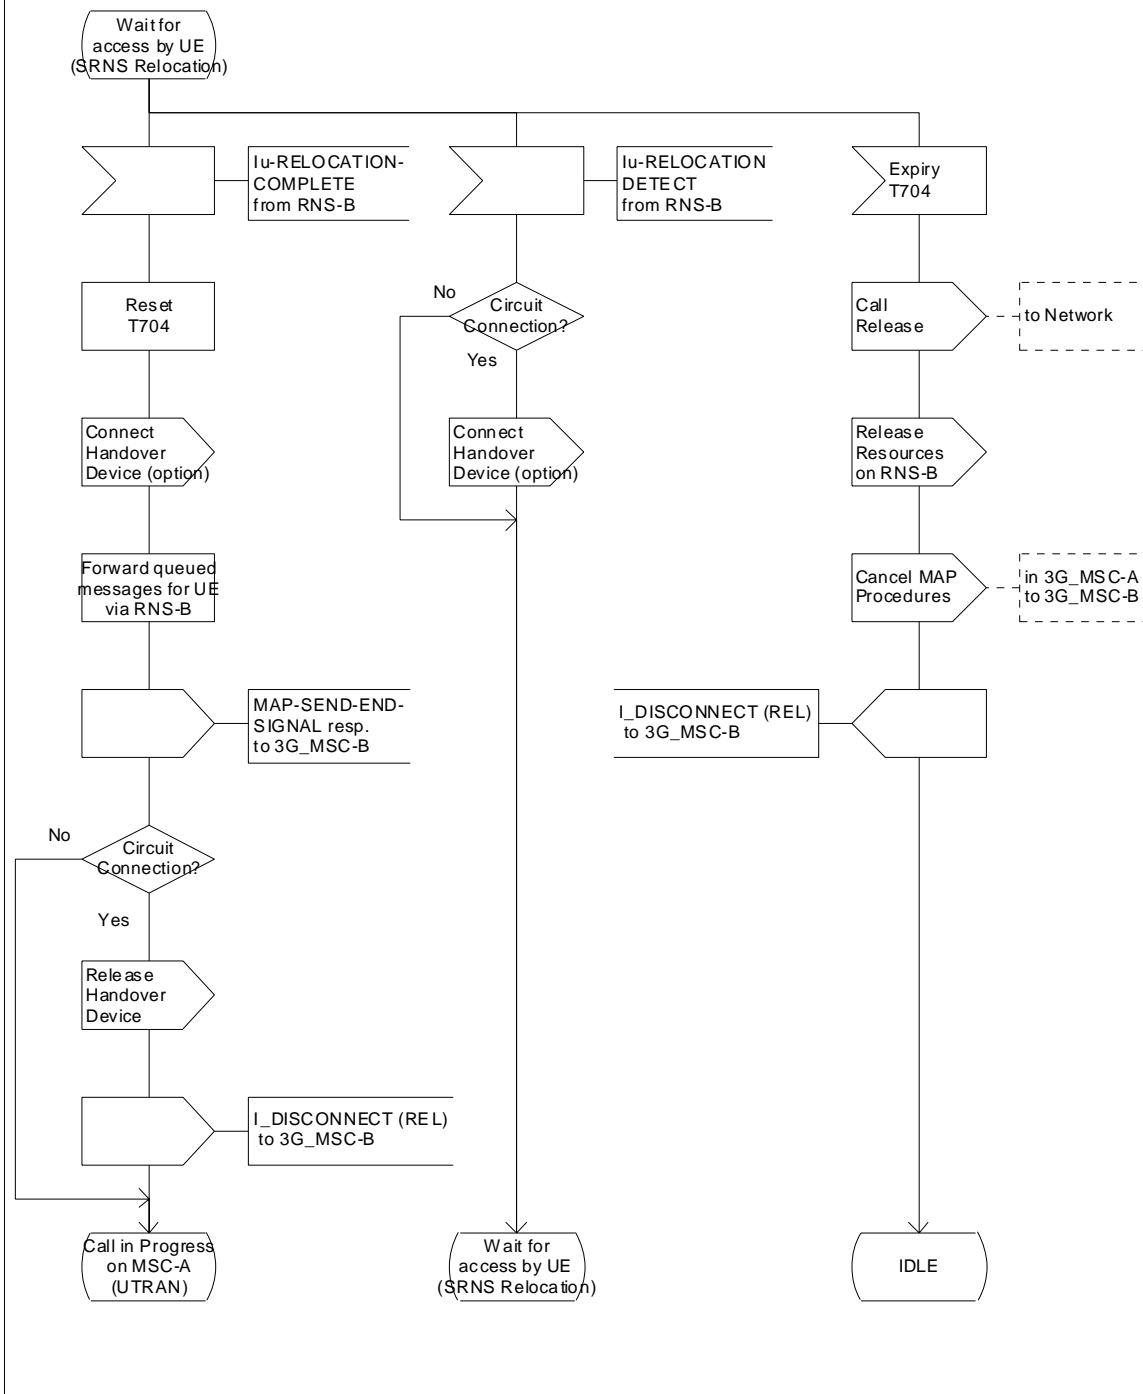 Wait for
access by UE
(SRNS Relocation)
Iu-RELOCATION-
COMPLETE
from RNS-B
Iu-RELOCATION
DETECT
from RNS-B
Expiry
T704
Reset
T704
No
Circuit
Connection?
Yes
Call
Release
to Network
Connect
Handover
Device (option)
Connect
Handover
Device (option)
Release
Resources
on RNS-B
Forward queued
messages for UE
via RNS-B
Cancel MAP
Procedures
in 3G_MSC-A
to 3G_MSC-B
MAP-SEND-END-
SIGNAL resp.
to 3G_MSC-B
I_DISCONNECT (REL)
to 3G_MSC-B
No
Circuit
Connection?
Yes
Release
Handover
Device
I_DISCONNECT (REL)
to 3G_MSC-B
Call in Progress
on MSC-A
(UTRAN)
Wait for
access by UE
(SRNS Relocation)
IDLE